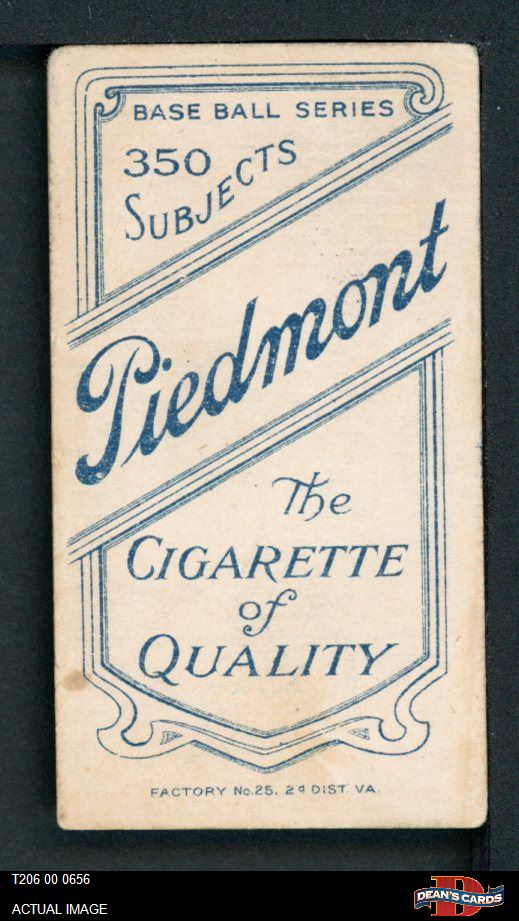 BASE BALL SERIES
350
SUBJECTS
Piedmont
The
CIGARETTE
of
QUALITY
FACTORY No. 25. 2d DIST. VA.
T206 00 0656
ACTUAL IMAGE
D
DEAN'S CARDS